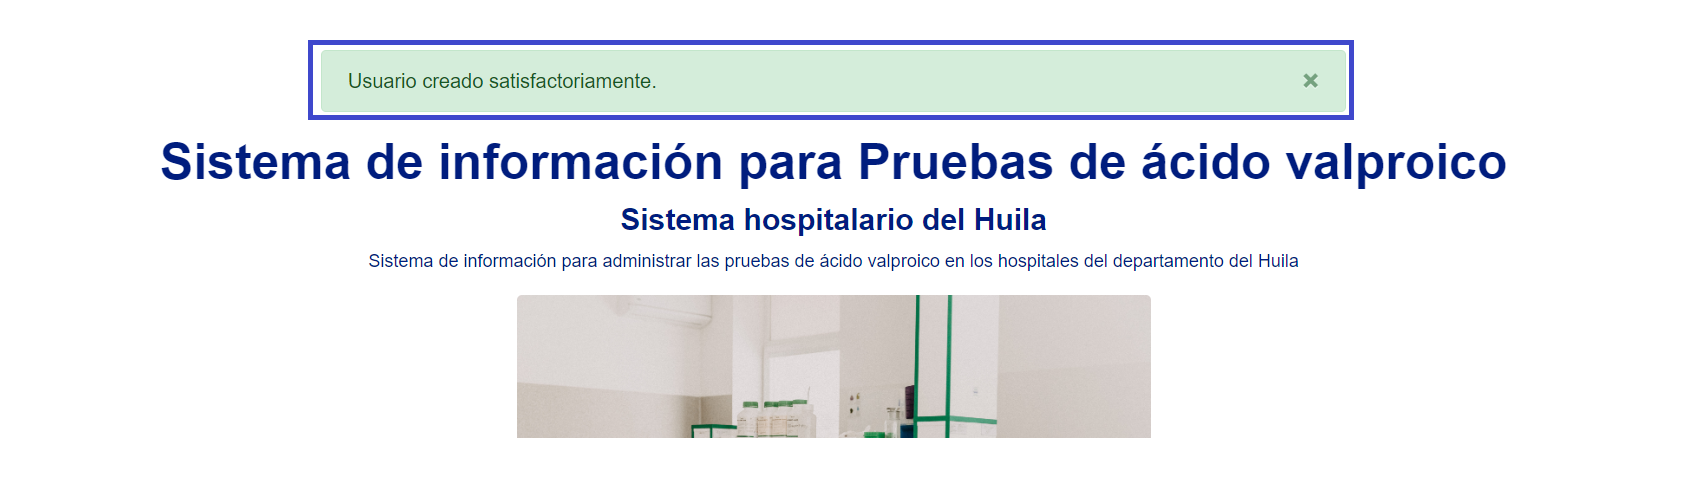 Usuario creado satisfactoriamente.
Sistema de información para Pruebas de ácido valproico
Sistema hospitalario del Huila
Sistema de información para administrar las pruebas de ácido valproico en los hospitales del departamento del Huila